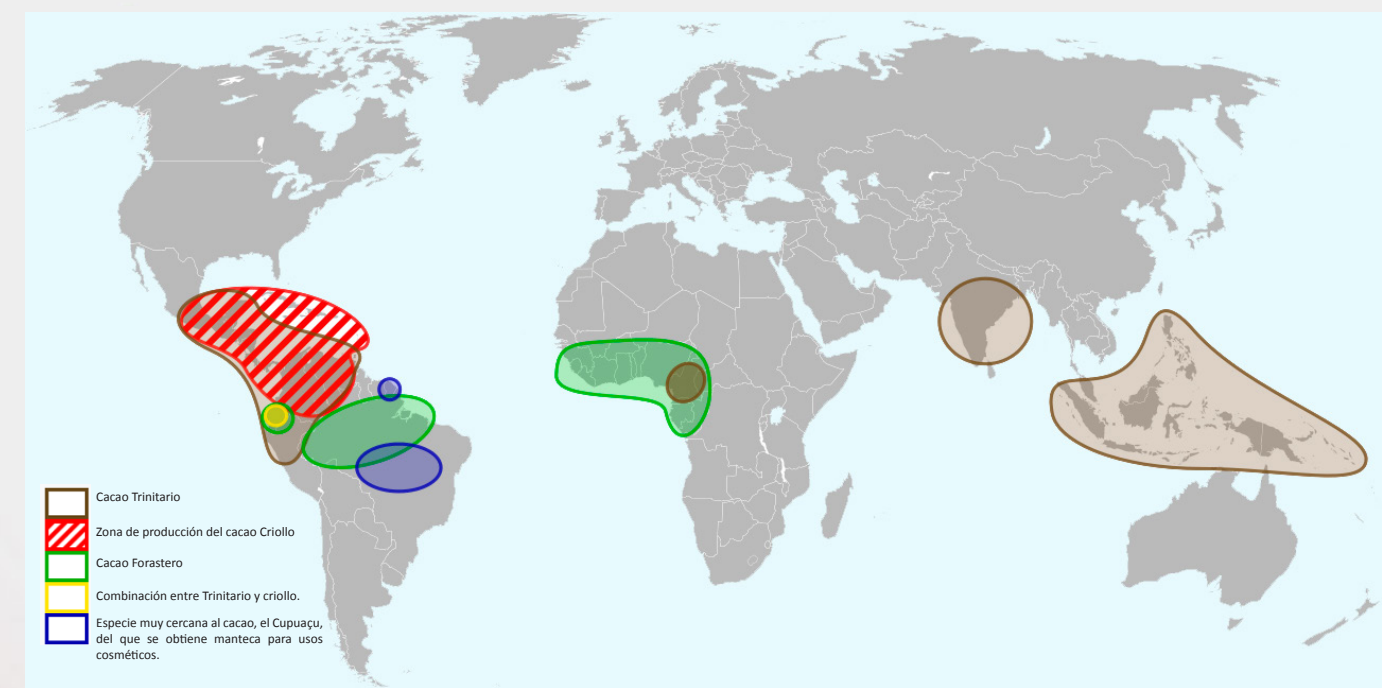 Cacao Trinitario
Zona de producción del cacao Criollo
Cacao Forastero
Combinación entre Trinitario y criollo.
Especie muy cercana al cacao, el Cupuaçu,
del que se obtiene manteca para usos
cosméticos.